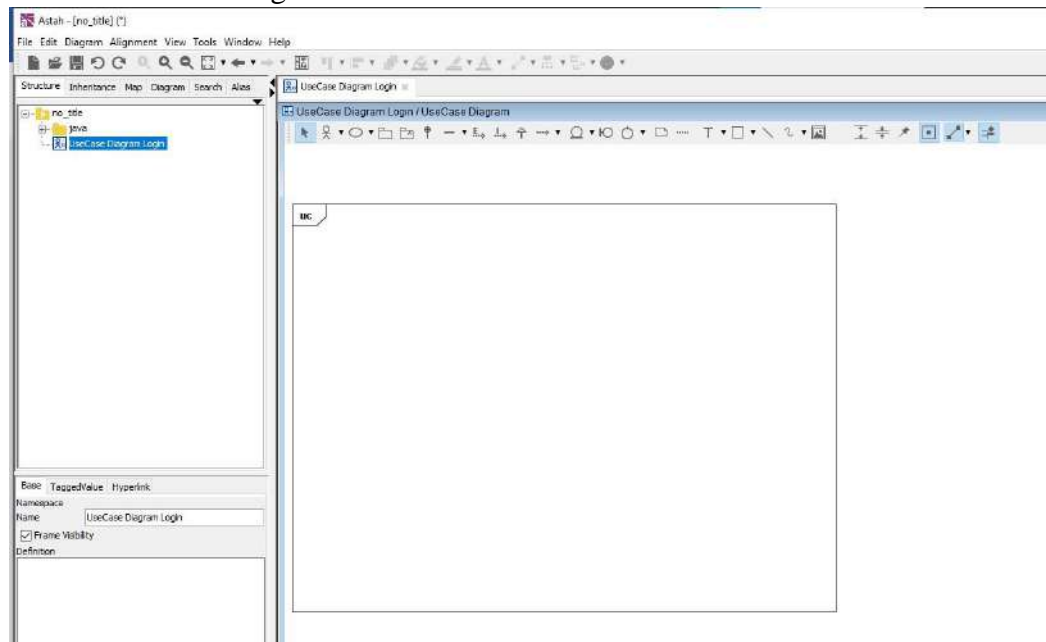 Astah - [no_title] (*)
File Edit Diagram Alignment View Tools Window Help
Structure Inheritance Map Diagram Search Alias
UseCase Diagram Login
no_title
java
UseCase Diagram Login
UseCase Diagram Login / UseCase Diagram
uc
Base TaggedValue Hyperlink
Namespace
Name UseCase Diagram Login
Frame Visibility
Definition